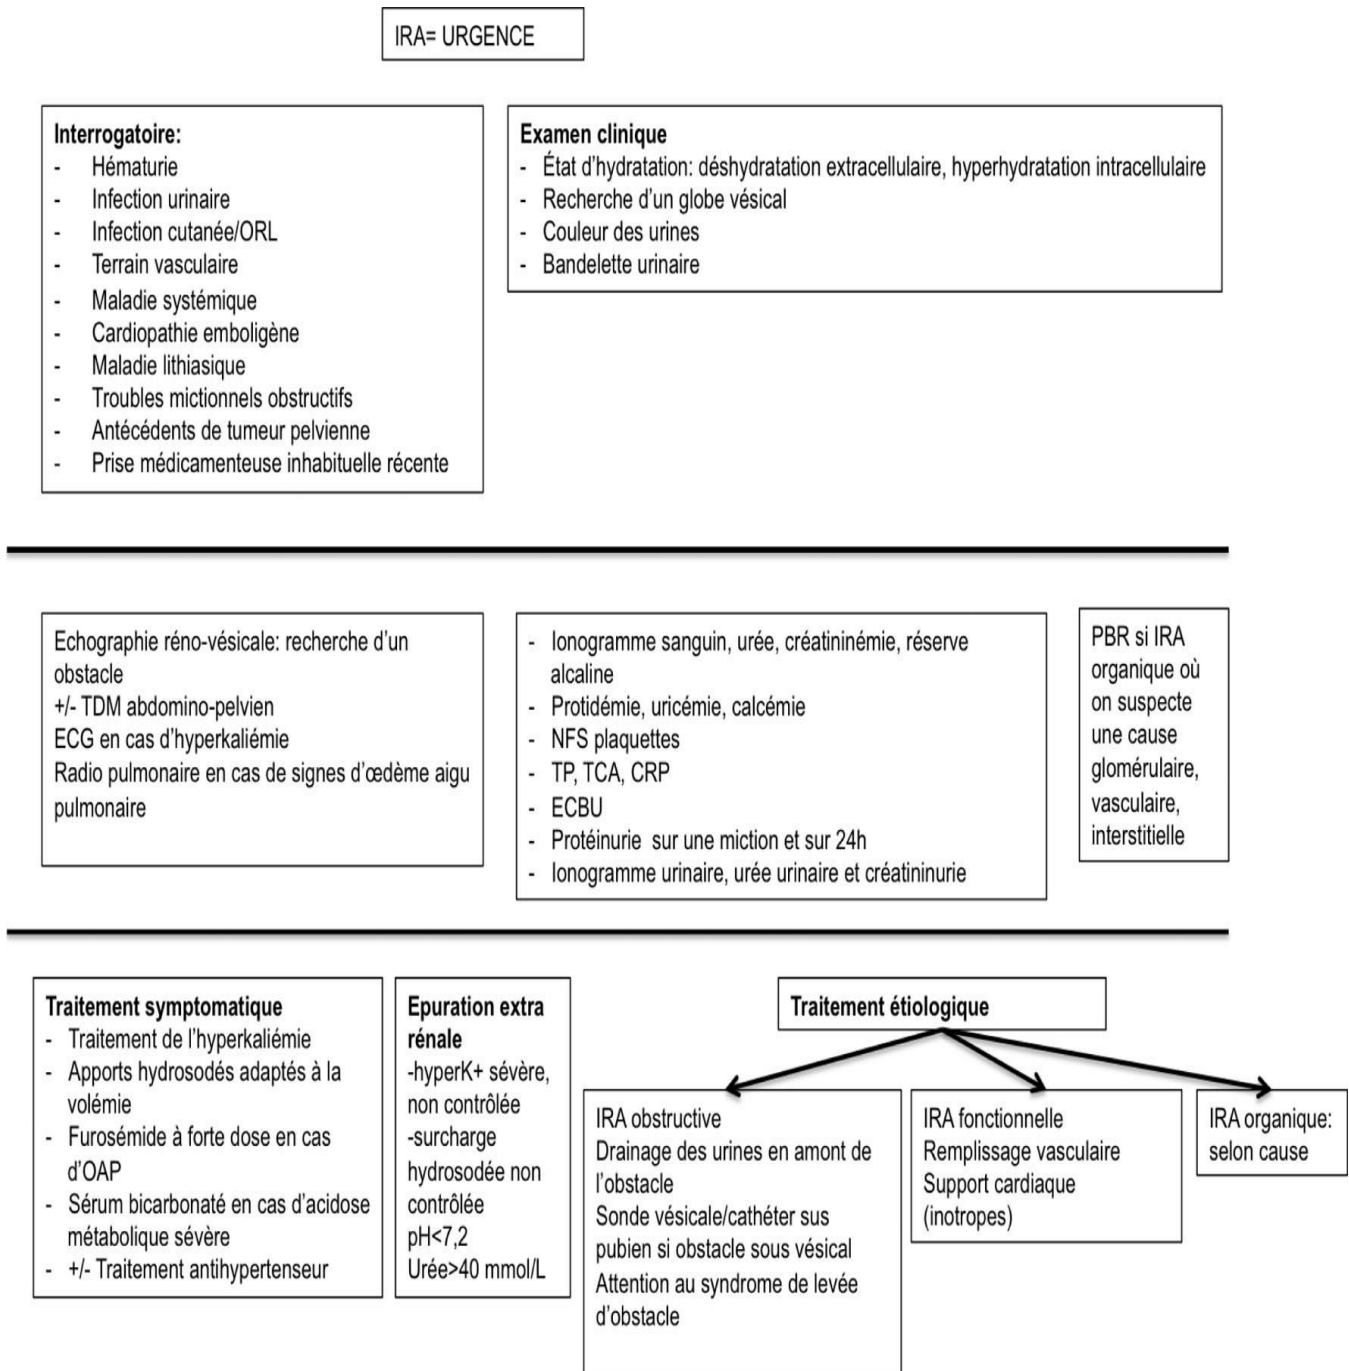 IRA= URGENCE
Interrogatoire:
- Hématurie
- Infection urinaire
- Infection cutanée/ORL
- Terrain vasculaire
- Maladie systémique
- Cardiopathie emboligène
- Maladie lithiasique
- Troubles mictionnels obstructifs
- Antécédents de tumeur pelvienne
- Prise médicamenteuse inhabituelle récente
Examen clinique
- État d'hydratation: déshydratation extracellulaire, hyperhydratation intracellulaire
- Recherche d'un globe vésical
- Couleur des urines
- Bandelette urinaire
Echographie réno-vésicale: recherche d'un
obstacle
+/- TDM abdomino-pelvien
ECG en cas d'hyperkaliémie
Radio pulmonaire en cas de signes d'œdème aigu
pulmonaire
- Ionogramme sanguin, urée, créatininémie, réserve
alcaline
- Protidémie, uricémie, calcémie
- NFS plaquettes
- TP, TCA, CRP
- ECBU
- Protéinurie sur une miction et sur 24h
- Ionogramme urinaire, urée urinaire et créatininurie
PBR si IRA
organique où
on suspecte
une cause
glomérulaire,
vasculaire,
interstitielle
Traitement symptomatique
- Traitement de l'hyperkaliémie
- Apports hydrosodés adaptés à la
volémie
- Furosémide à forte dose en cas
d'OAP
- Sérum bicarbonaté en cas d'acidose
métabolique sévère
- +/- Traitement antihypertenseur
Epuration extra
rénale
-hyperK+ sévère,
non contrôlée
-surcharge
hydrosodée non
contrôlée
pH<7,2
Urée>40 mmol/L
Traitement étiologique
IRA obstructive
Drainage des urines en amont de
l'obstacle
Sonde vésicale/cathéter sus
pubien si obstacle sous vésical
Attention au syndrome de levée
d'obstacle
IRA fonctionnelle
Remplissage vasculaire
Support cardiaque
(inotropes)
IRA organique:
selon cause